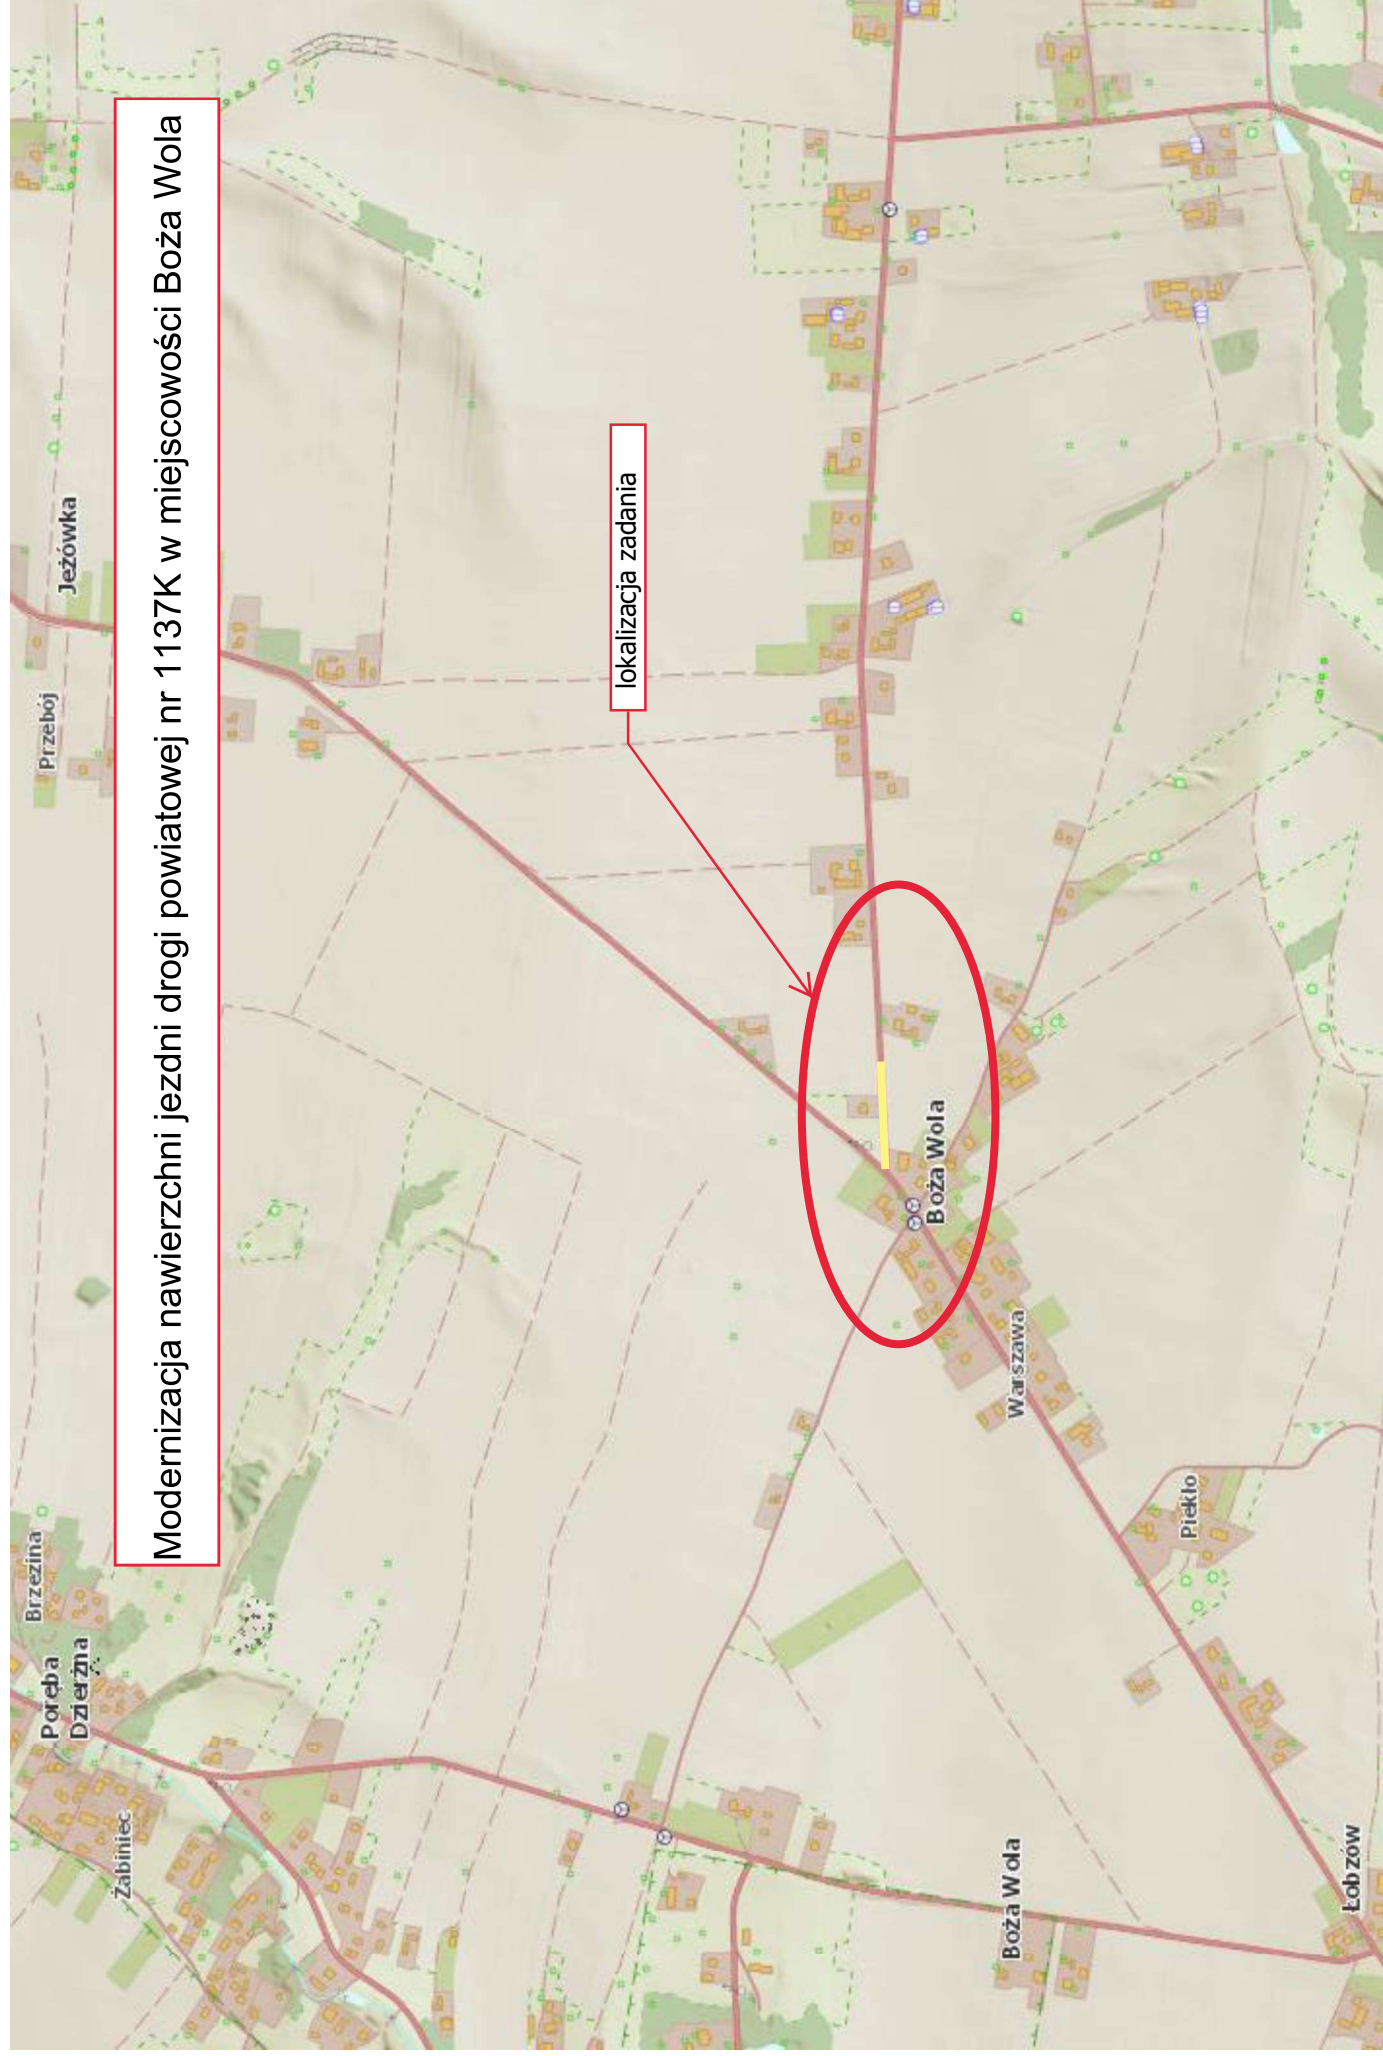 Modernizacja nawierzchni jezdni drogi powiatowej nr 1137K w miejscowości Boża Wola
lokalizacja zadania
Poręba
Dzierżna
Brzezina
Przebój
Jeżówka
Żabiniec
Boża Wola
Warszawa
Boża Wola
Piekło
Łobzów